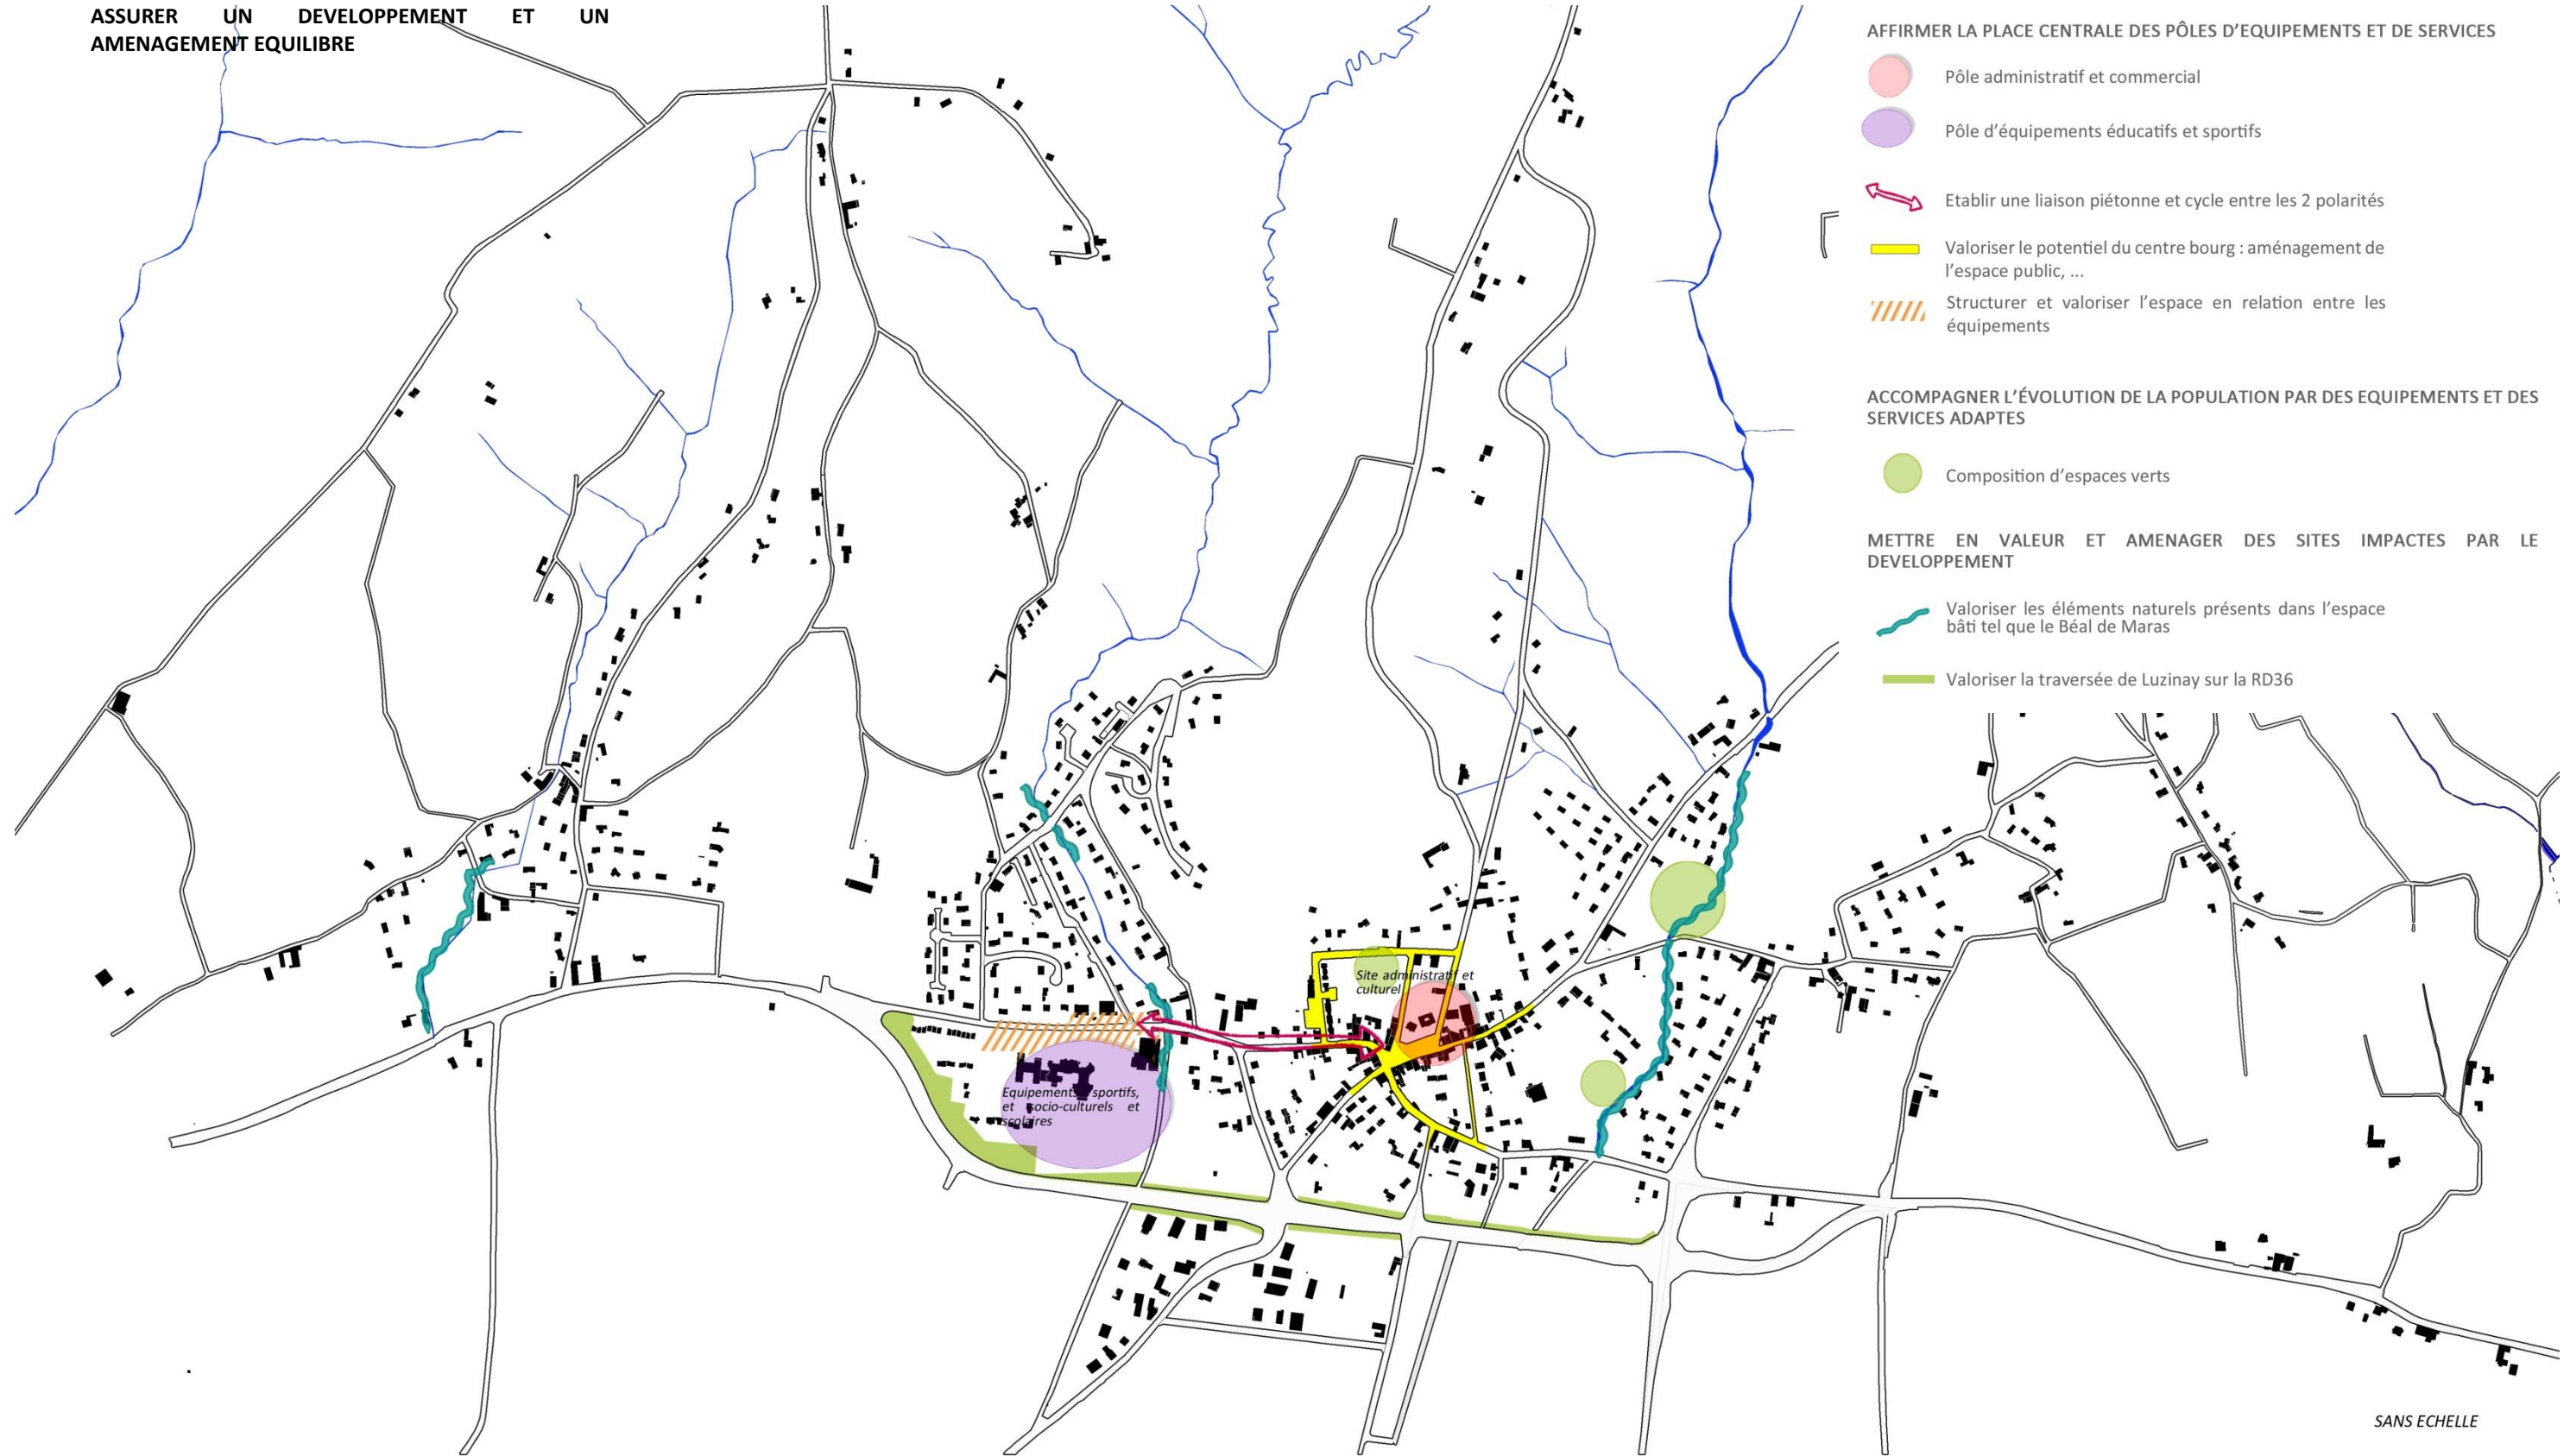 ASSURER UN DEVELOPPEMENT ET UN
AMENAGEMENT EQUILIBRE
AFFIRMER LA PLACE CENTRALE DES PÔLES D'EQUIPEMENTS ET DE SERVICES
Pôle administratif et commercial
Pôle d'équipements éducatifs et sportifs
Etablir une liaison piétonne et cycle entre les 2 polarités
Valoriser le potentiel du centre bourg : aménagement de
l'espace public, ...
Structurer et valoriser l'espace en relation entre les
équipements
ACCOMPAGNER L'ÉVOLUTION DE LA POPULATION PAR DES EQUIPEMENTS ET DES
SERVICES ADAPTES
Composition d'espaces verts
METTRE EN VALEUR ET AMENAGER DES SITES IMPACTES PAR LE
DEVELOPPEMENT
Valoriser les éléments naturels présents dans l'espace
bâti tel que le Béal de Maras
Valoriser la traversée de Luzinay sur la RD36
Site administratif et
culturel
Equipements sportifs,
et socio-culturels et
scolaires
SANS ECHELLE